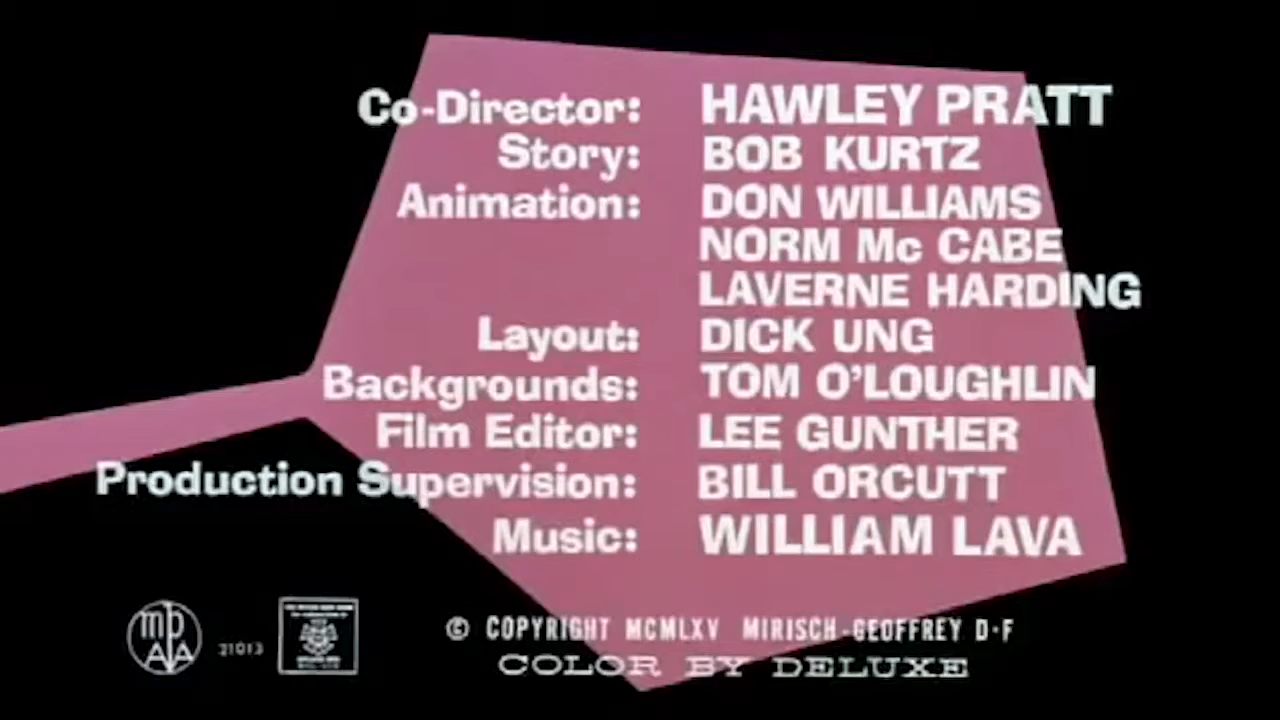 Co-Director: HAWLEY PRATT
Story: BOB KURTZ
Animation: DON WILLIAMS
NORM Mc CABE
LAVERNE HARDING
Layout: DICK UNG
Backgrounds: TOM O'LOUGHLIN
Film Editor: LEE GUNTHER
Production Supervision: BILL ORCUTT
Music: WILLIAM LAVA
mpAA 21013
© COPYRIGHT MCMLXV MIRISCH-GEOFFREY D-F
COLOR BY DELUXE